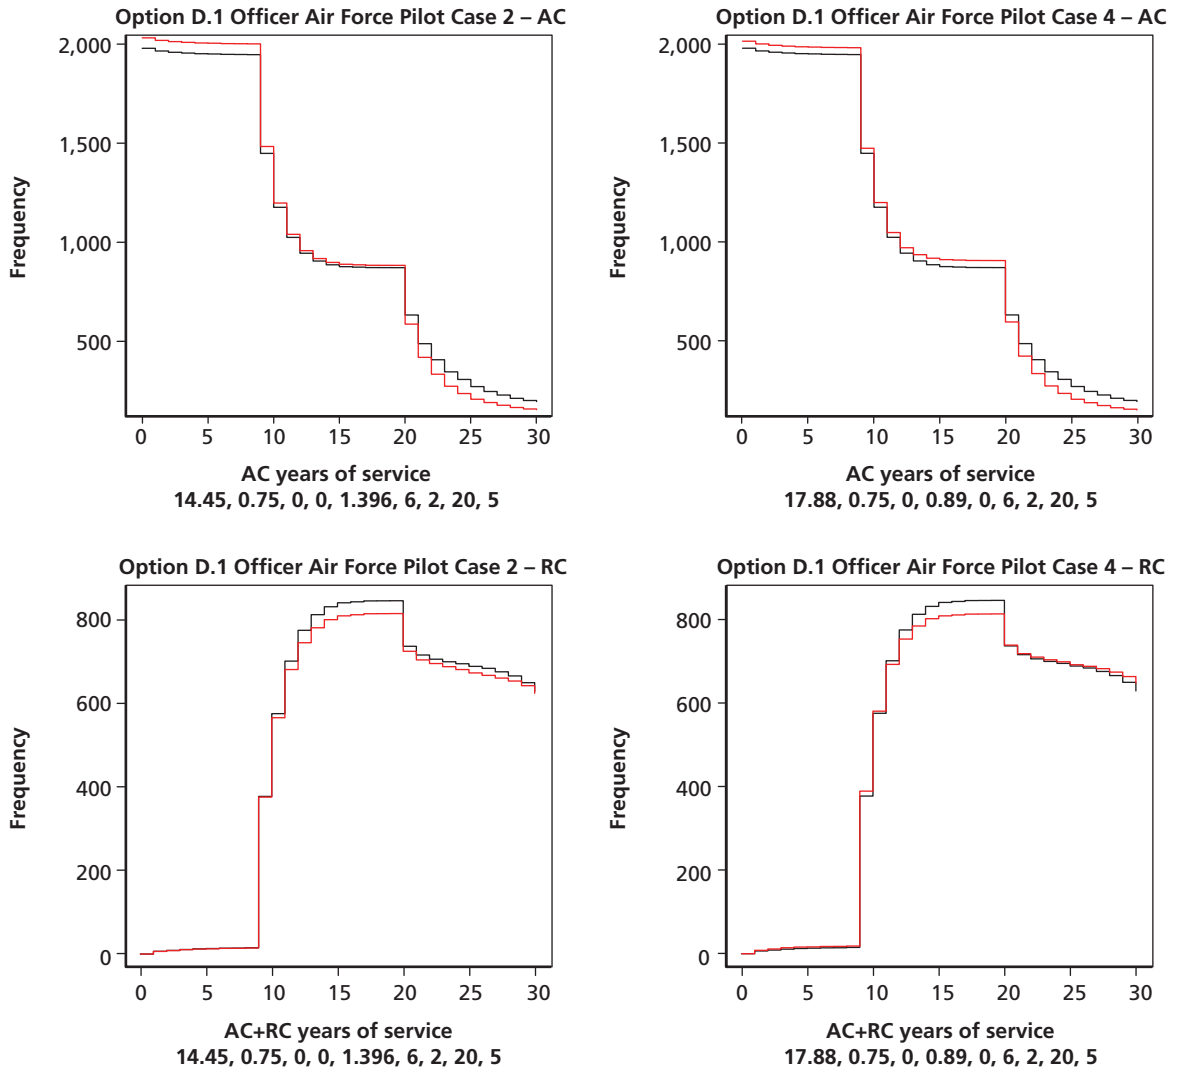 Option D.1 Officer Air Force Pilot Case 2 – AC
2,000
1,500
1,000
500
Frequency
0 5 10 15 20 25 30
AC years of service
14.45, 0.75, 0, 0, 1.396, 6, 2, 20, 5
Option D.1 Officer Air Force Pilot Case 4 – AC
2,000
1,500
1,000
500
Frequency
0 5 10 15 20 25 30
AC years of service
17.88, 0.75, 0, 0.89, 0, 6, 2, 20, 5
Option D.1 Officer Air Force Pilot Case 2 – RC
800
600
400
200
0
Frequency
0 5 10 15 20 25 30
AC+RC years of service
14.45, 0.75, 0, 0, 1.396, 6, 2, 20, 5
Option D.1 Officer Air Force Pilot Case 4 – RC
800
600
400
200
0
Frequency
0 5 10 15 20 25 30
AC+RC years of service
17.88, 0.75, 0, 0.89, 0, 6, 2, 20, 5